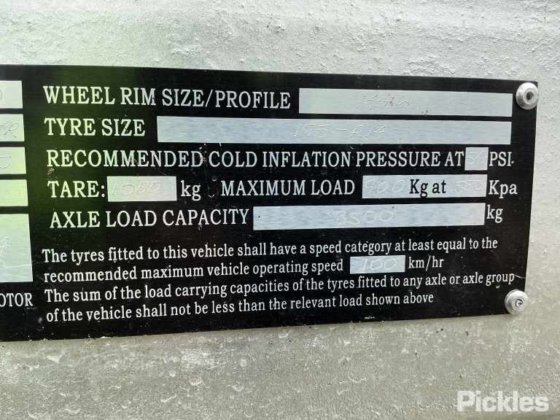 WHEEL RIM SIZE/PROFILE
TYRE SIZE
RECOMMENDED COLD INFLATION PRESSURE AT PSI.
TARE: kg MAXIMUM LOAD Kg at Kpa
AXLE LOAD CAPACITY 3500 kg
The tyres fitted to this vehicle shall have a speed category at least equal to the
recommended maximum vehicle operating speed 100 km/hr
OTOR The sum of the load carrying capacities of the tyres fitted to any axle or axle group
of the vehicle shall not be less than the relevant load shown above
Pickles